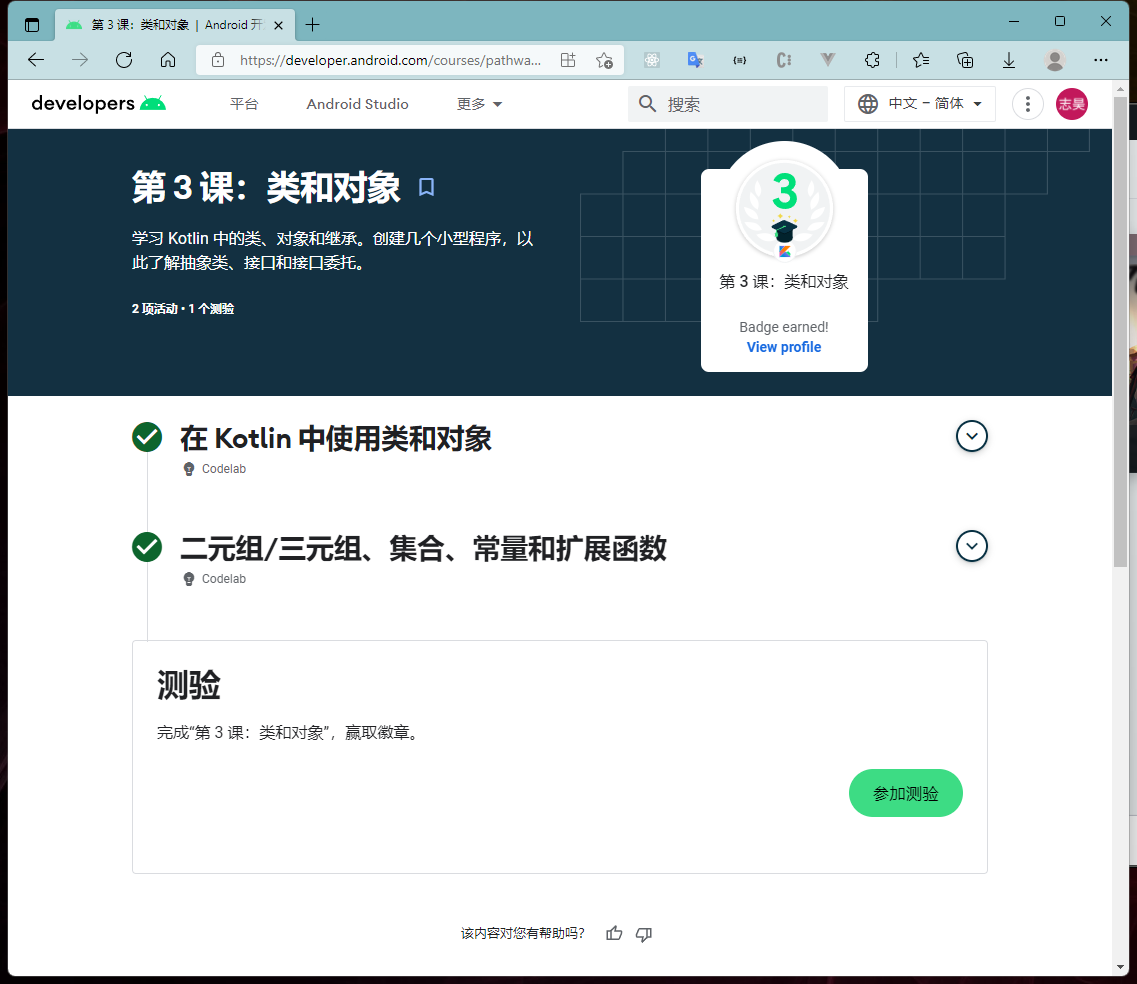 第 3 课：类和对象 | Android 开
https://developer.android.com/courses/pathwa...
developers
平台
Android Studio
更多
搜索
中文 – 简体
志昊
第 3 课：类和对象
学习 Kotlin 中的类、对象和继承。创建几个小型程序，以
此了解抽象类、接口和接口委托。
2 项活动 • 1 个测验
3
第 3 课：类和对象
Badge earned!
View profile
在 Kotlin 中使用类和对象
Codelab
二元组/三元组、集合、常量和扩展函数
Codelab
测验
完成“第 3 课：类和对象”，赢取徽章。
参加测验
该内容对您有帮助吗？